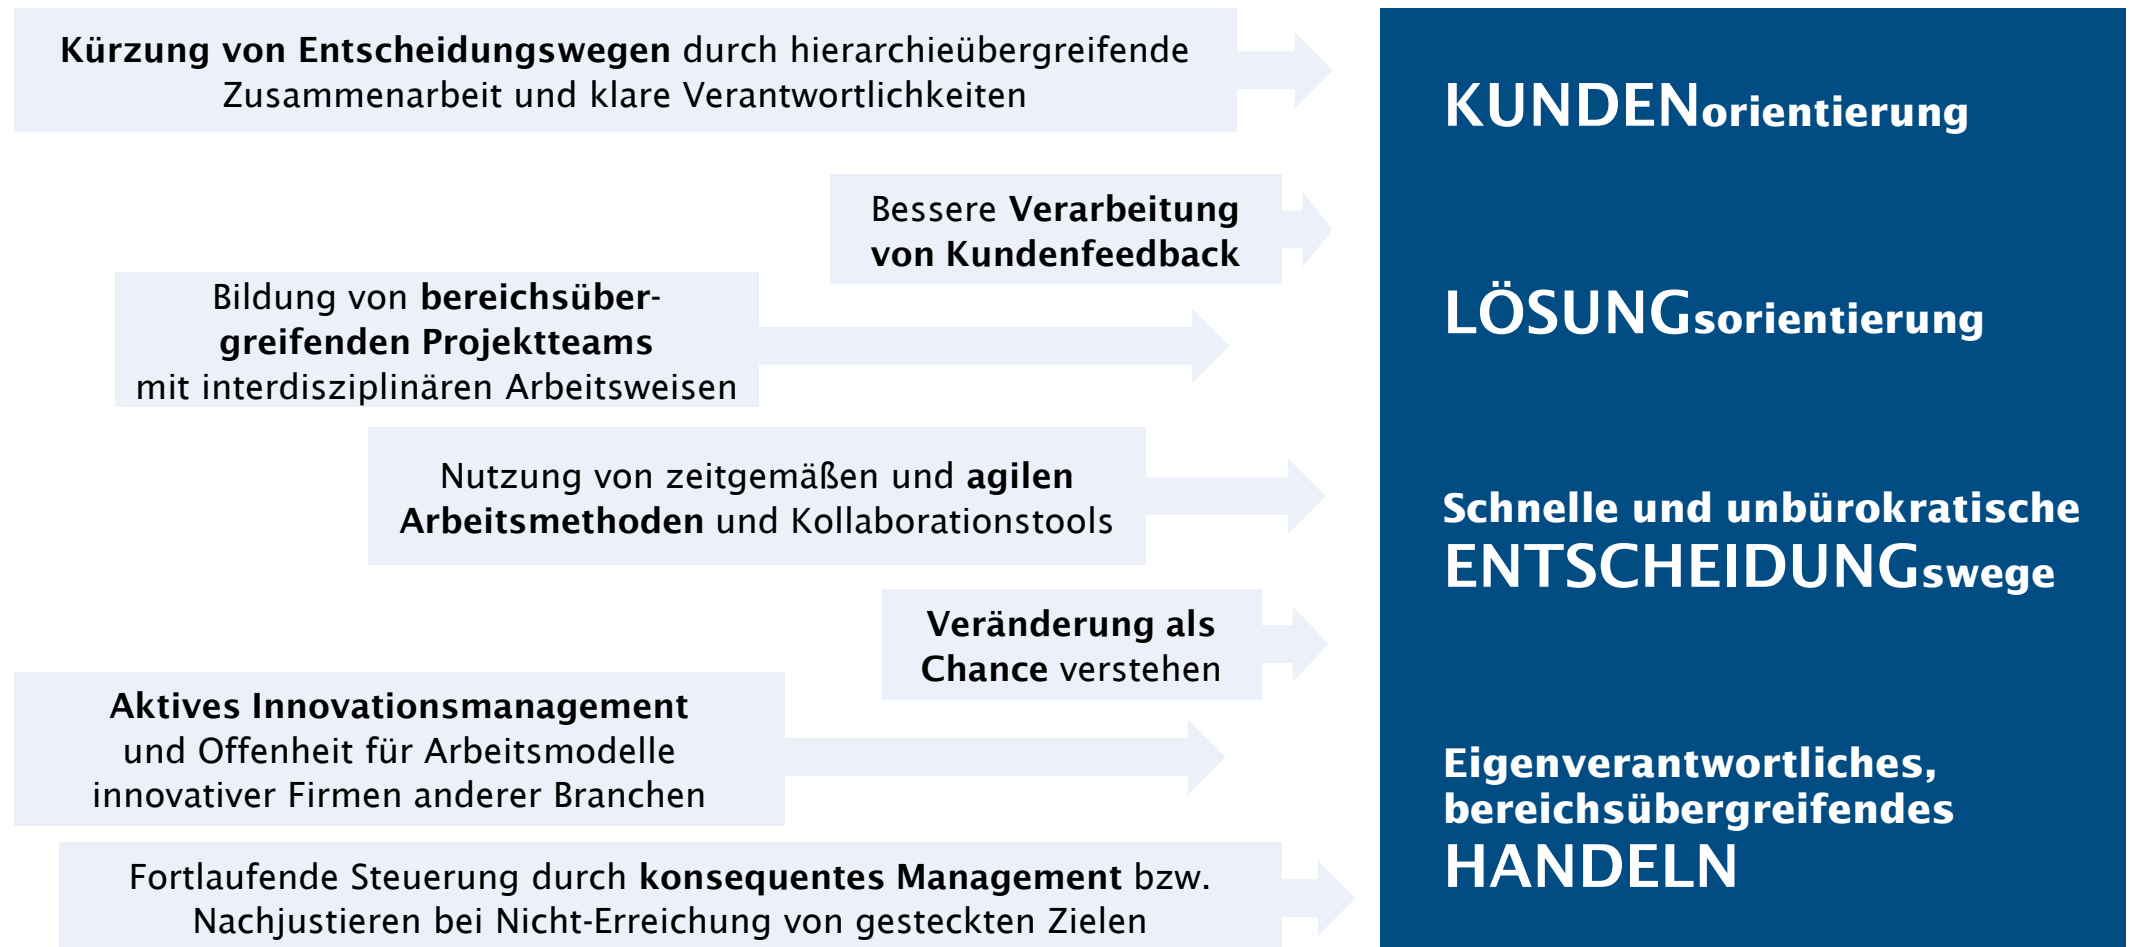 Kürzung von Entscheidungswegen durch hierarchieübergreifende
Zusammenarbeit und klare Verantwortlichkeiten
Bessere Verarbeitung
von Kundenfeedback
Bildung von bereichsüber-
greifenden Projektteams
mit interdisziplinären Arbeitsweisen
Nutzung von zeitgemäßen und agilen
Arbeitsmethoden und Kollaborationstools
Veränderung als
Chance verstehen
Aktives Innovationsmanagement
und Offenheit für Arbeitsmodelle
innovativer Firmen anderer Branchen
Fortlaufende Steuerung durch konsequentes Management bzw.
Nachjustieren bei Nicht-Erreichung von gesteckten Zielen
KUNDENorientierung
LÖSUNGsorientierung
Schnelle und unbürokratische
ENTSCHEIDUNGswege
Eigenverantwortliches,
bereichsübergreifendes
HANDELN